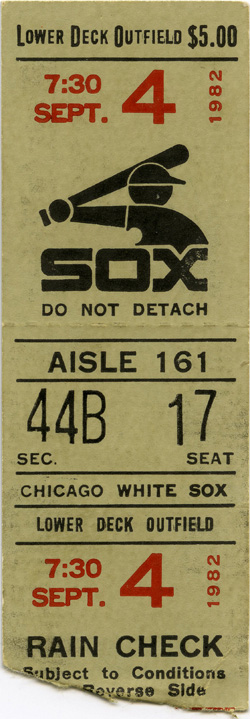 LOWER DECK OUTFIELD $5.00
7:30 SEPT. 4 1982
SOX
DO NOT DETACH
AISLE 161
44B 17
SEC. SEAT
CHICAGO WHITE SOX
LOWER DECK OUTFIELD
7:30 SEPT. 4 1982
RAIN CHECK
Subject to Conditions
Reverse Side